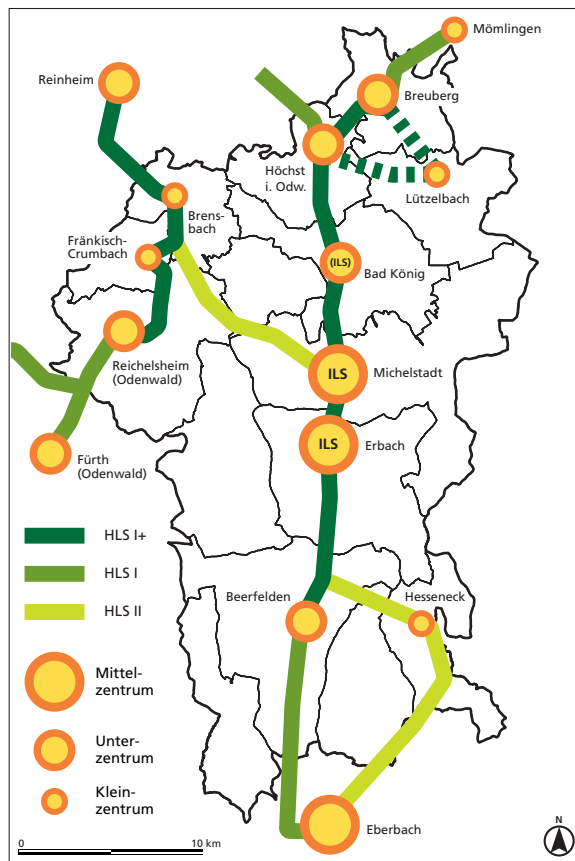 Mömlingen
Reinheim
Breuberg
Höchst
i. Odw.
Lützelbach
Brens-
bach
Fränkisch-
Crumbach
(ILS)
Bad König
Reichelsheim
(Odenwald)
ILS
Michelstadt
ILS
Erbach
Fürth
(Odenwald)
HLS I+
HLS I
HLS II
Beerfelden
Hesseneck
Mittel-
zentrum
Unter-
zentrum
Klein-
zentrum
Eberbach
N
0 10 km